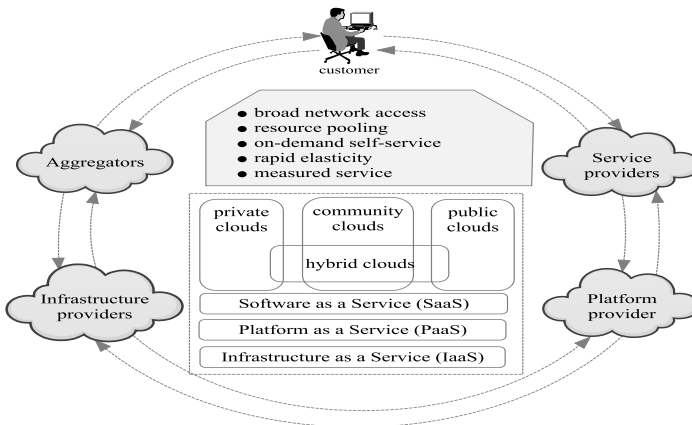 customer
● broad network access
● resource pooling
● on-demand self-service
● rapid elasticity
● measured service
Aggregators
Service
providers
private
clouds
community
clouds
public
clouds
hybrid clouds
Infrastructure
providers
Platform
provider
Software as a Service (SaaS)
Platform as a Service (PaaS)
Infrastructure as a Service (IaaS)